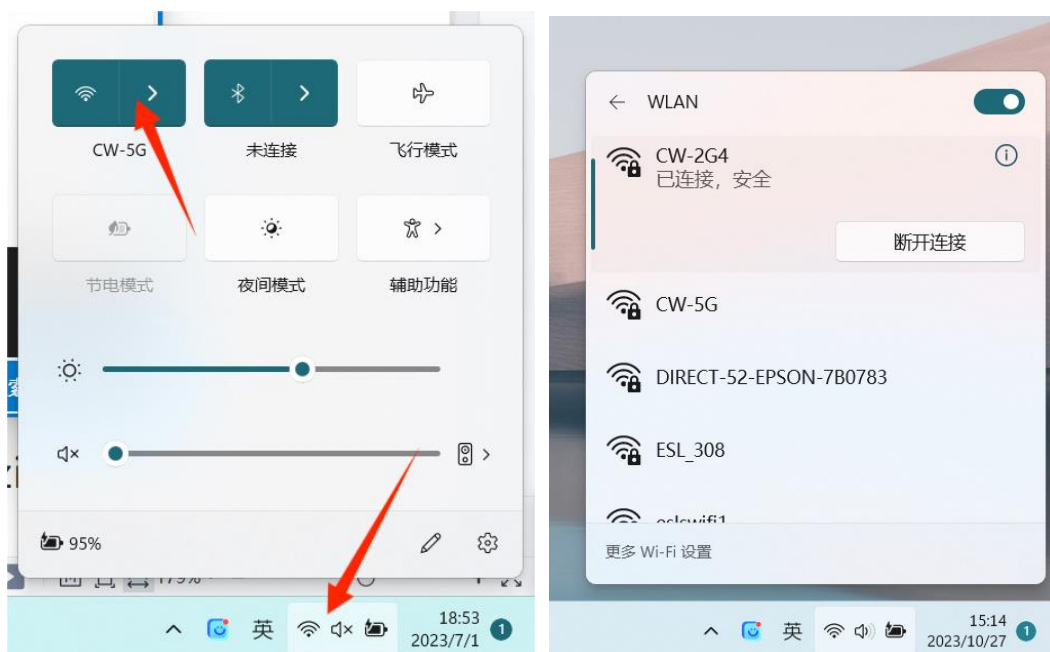 CW-5G
未连接
飞行模式
节电模式
夜间模式
辅助功能
95%
179%
英
18:53
2023/7/1
1
WLAN
CW-2G4
已连接，安全
断开连接
CW-5G
DIRECT-52-EPSON-7B0783
ESL_308
eslcwifi1
更多 Wi-Fi 设置
英
15:14
2023/10/27
1